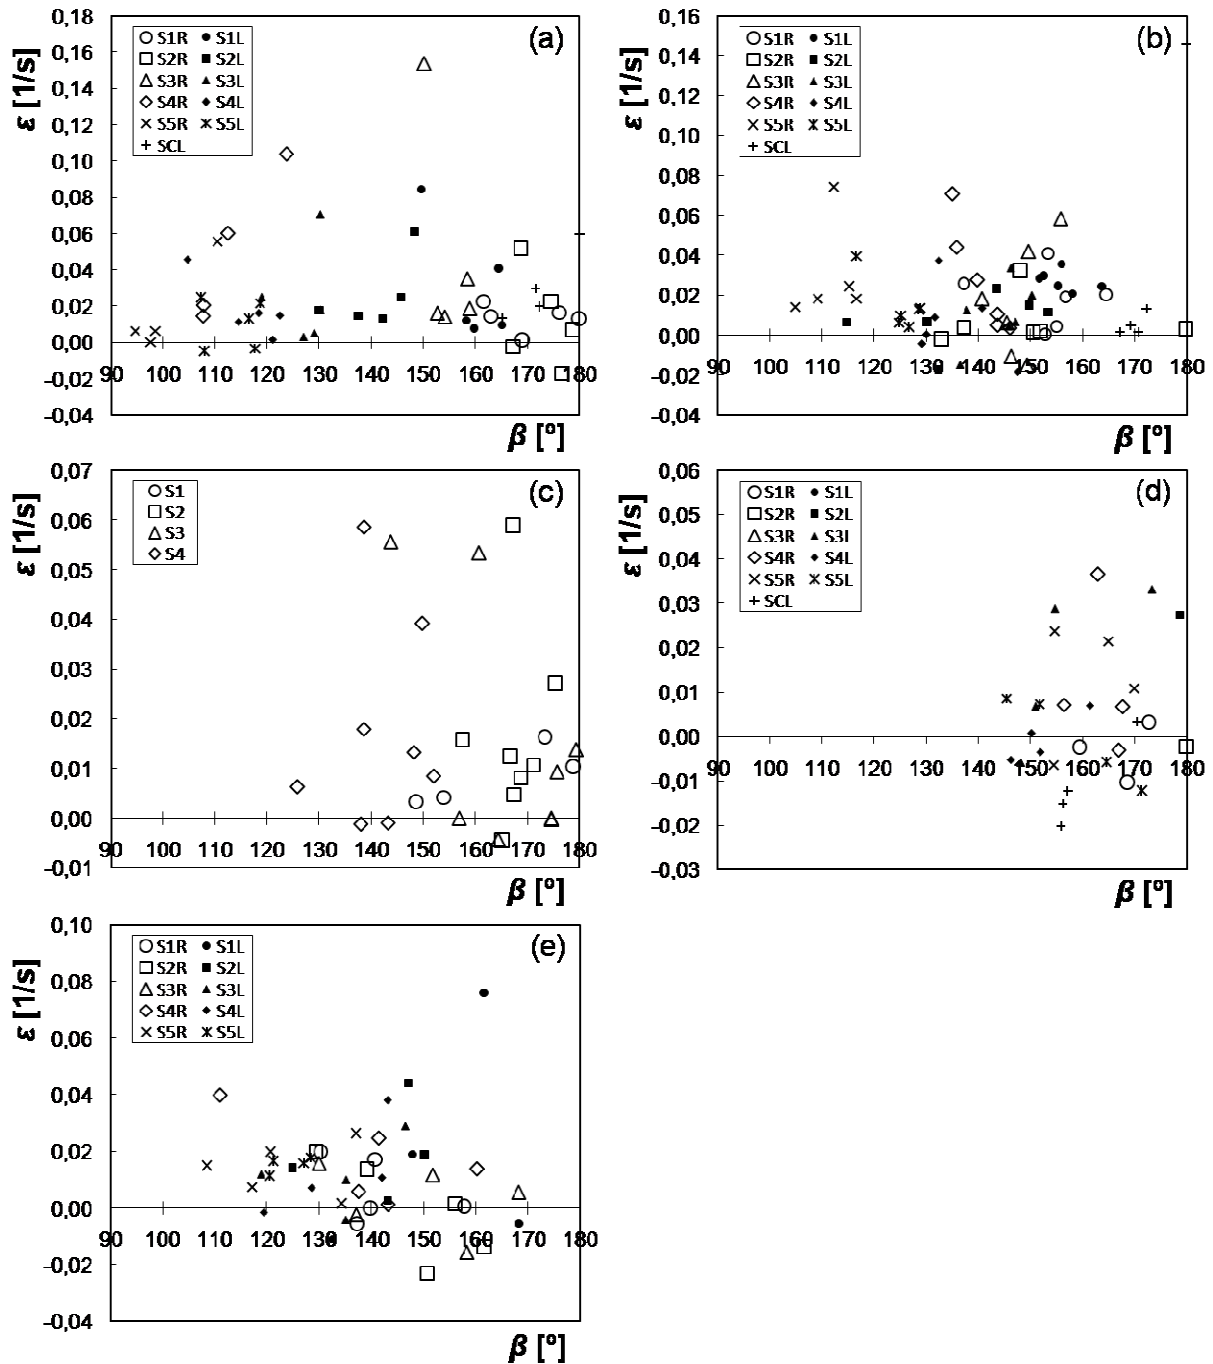 (a)
ε [1/s]
0,18
0,16
0,14
0,12
0,10
0,08
0,06
0,04
0,02
0,00
−0,02
−0,04
S1R S1L
S2R S2L
S3R S3L
S4R S4L
S5R S5L
SCL
90 100 110 120 130 140 150 160 170 180
β [º]
(b)
ε [1/s]
0,16
0,14
0,12
0,10
0,08
0,06
0,04
0,02
0,00
−0,02
−0,04
S1R S1L
S2R S2L
S3R S3L
S4R S4L
S5R S5L
SCL
90 100 110 120 130 140 150 160 170 180
β [º]
(c)
ε [1/s]
0,07
0,06
0,05
0,04
0,03
0,02
0,01
0,00
−0,01
S1
S2
S3
S4
90 100 110 120 130 140 150 160 170 180
β [º]
(d)
ε [1/s]
0,06
0,05
0,04
0,03
0,02
0,01
0,00
−0,01
−0,02
−0,03
S1R S1L
S2R S2L
S3R S3L
S4R S4L
S5R S5L
SCL
90 100 110 120 130 140 150 160 170 180
β [º]
(e)
ε [1/s]
0,10
0,08
0,06
0,04
0,02
0,00
−0,02
−0,04
S1R S1L
S2R S2L
S3R S3L
S4R S4L
S5R S5L
90 100 110 120 130 140 150 160 170 180
β [º]